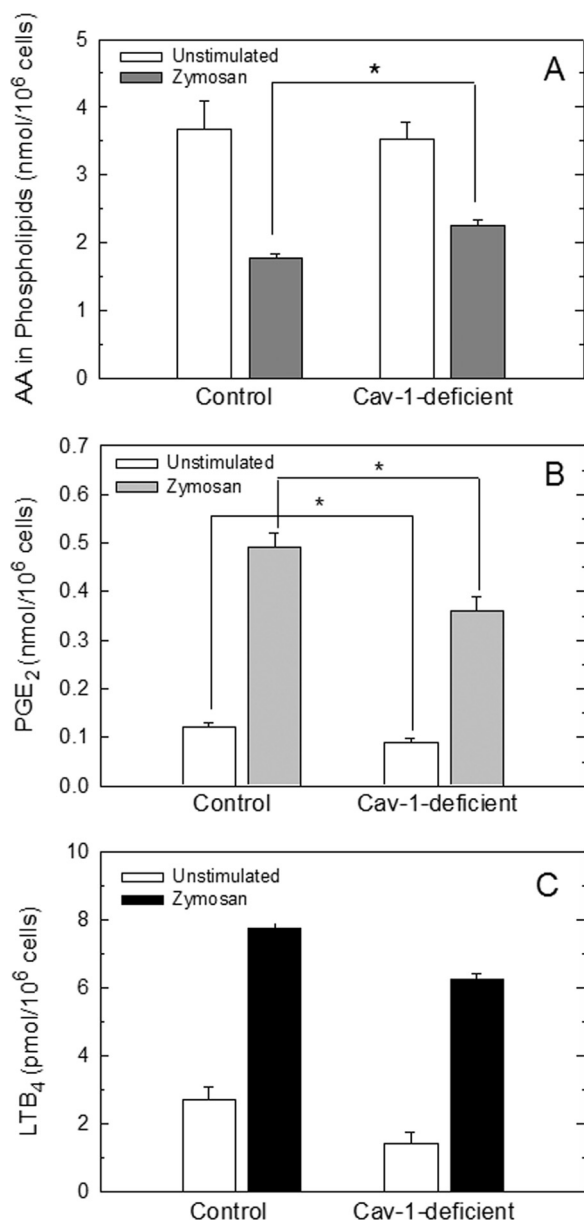 A
Unstimulated
Zymosan
*
AA in Phospholipids (nmol/10⁶ cells)
5
4
3
2
1
0
Control Cav-1-deficient
B
Unstimulated
Zymosan
*
*
PGE₂ (nmol/10⁶ cells)
0.7
0.6
0.5
0.4
0.3
0.2
0.1
0.0
Control Cav-1-deficient
C
Unstimulated
Zymosan
LTB₄ (pmol/10⁶ cells)
10
8
6
4
2
0
Control Cav-1-deficient